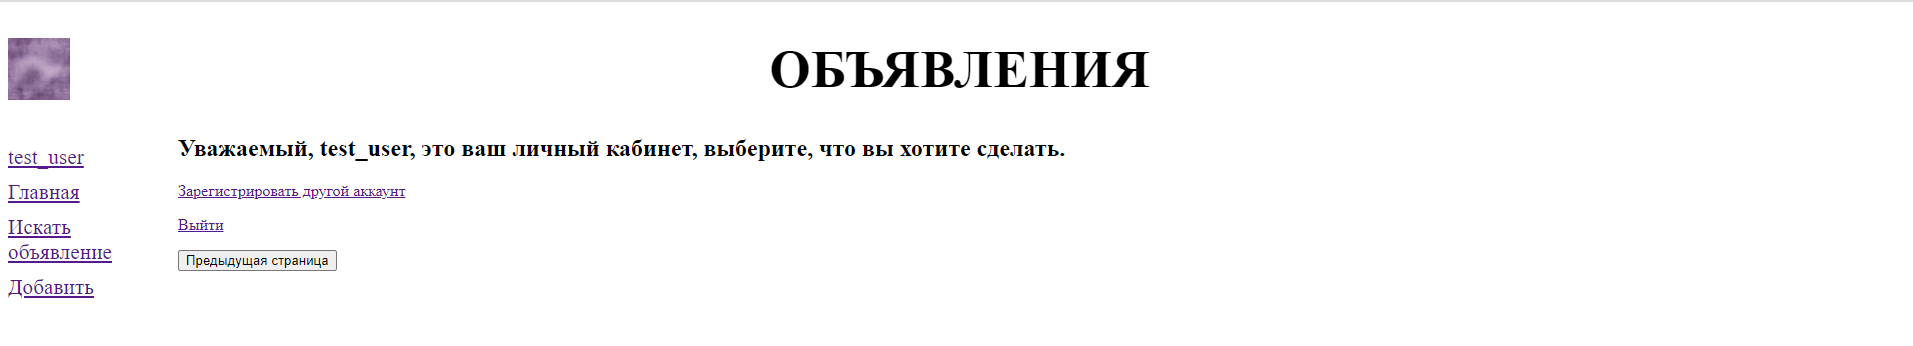 ОБЪЯВЛЕНИЯ
test_user
Главная
Искать
объявление
Добавить
Уважаемый, test_user, это ваш личный кабинет, выберите, что вы хотите сделать.
Зарегистрировать другой аккаунт
Выйти
Предыдущая страница